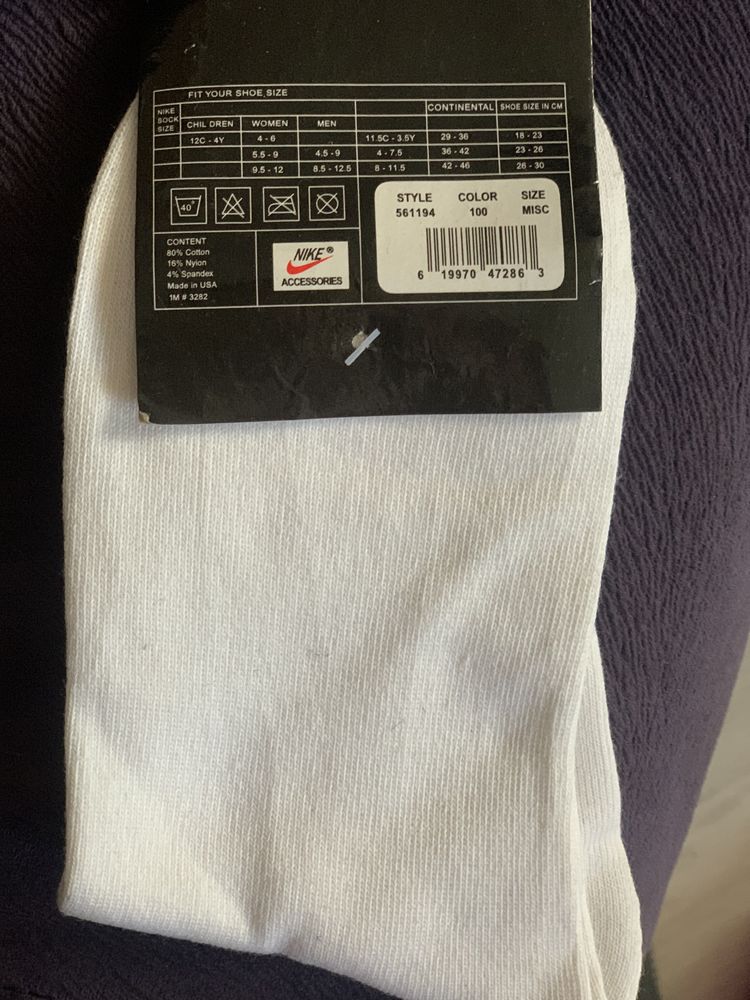 FIT YOUR SHOE SIZE
NIKE SOCK SIZE CHIL DREN WOMEN MEN CONTINENTAL SHOE SIZE IN CM
12C - 4Y 4 - 6 11.5C - 3.5Y 29 - 36 18 - 23
5.5 - 9 4.5 - 9 4 - 7.5 36 - 42 23 - 26
9.5 - 12 8.5 - 12.5 8 - 11.5 42 - 46 26 - 30
40°
STYLE COLOR SIZE
561194 100 MISC
6 19970 47286 3
CONTENT
80% Cotton
16% Nylon
4% Spandex
Made in USA
1M # 3282
NIKE®
ACCESSORIES